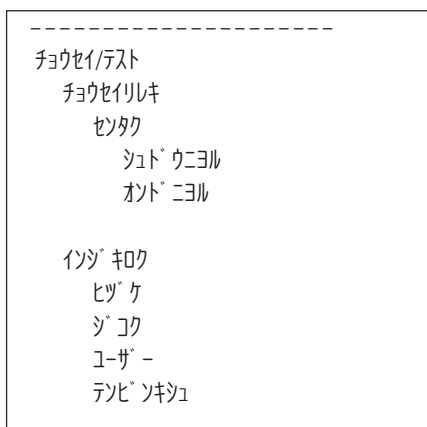 ---------------------
ﾁｮｳｾｲ/ﾃｽﾄ
ﾁｮｳｾｲﾘﾚｷ
ｾﾝﾀｸ
ｼｭﾄﾞｳﾆﾖﾙ
ｵﾝﾄﾞﾆﾖﾙ
ｲﾝｼﾞｷﾛｸ
ﾋﾂﾞｹ
ｼﾞｺｸ
ﾕｰｻﾞｰ
ﾃﾝﾋﾞﾝｷｼｭ